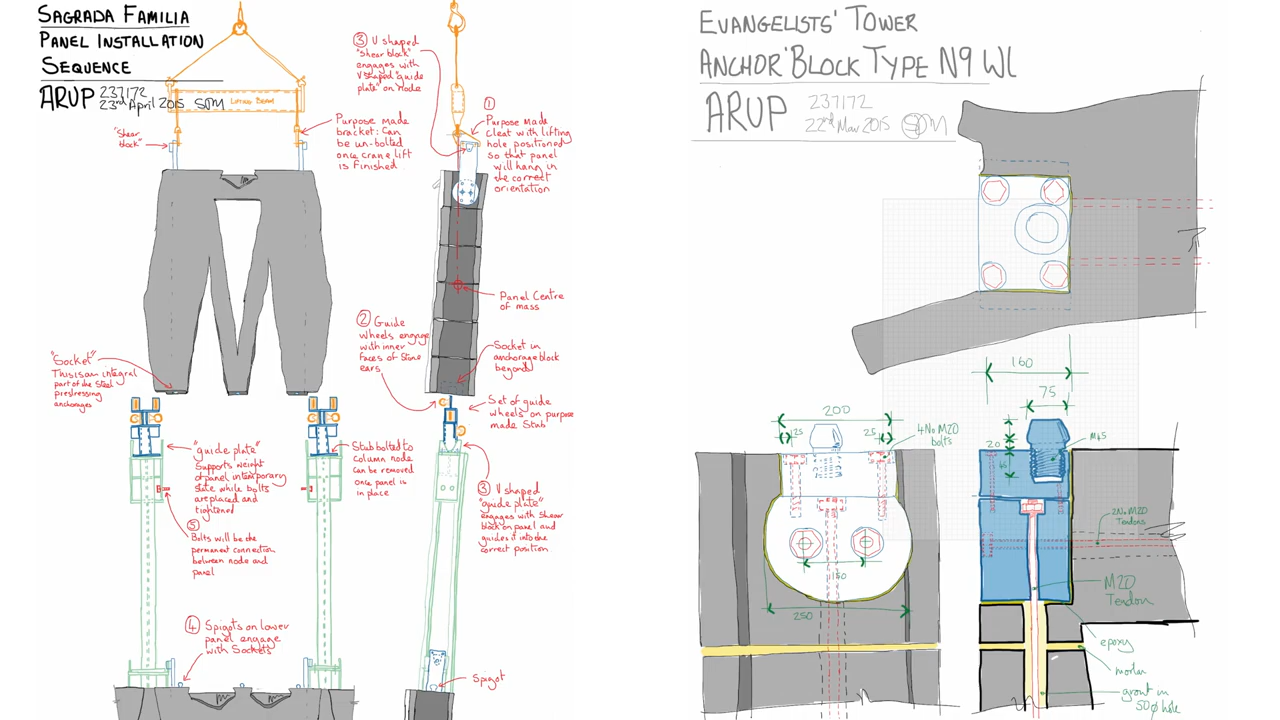 SAGRADA FAMILIA
PANEL INSTALLATION
SEQUENCE
ARUP 237172
23rd April 2015 SDM
LIFTING BEAM
"Shear
block"
Purpose made
bracket: Can
be un-bolted
once crane lift
is finished
③ V shaped
"shear block"
engages with
V shaped "guide
plate" on node
①
Purpose made
cleat with lifting
hole positioned
so that panel
will hang in
the correct
orientation
Panel Centre
of mass
② Guide
wheels engage
with inner
faces of stone
ears
Socket in
anchorage block
beyond
"Socket"
This is an integral
part of the steel
prestressing
anchorages
Set of guide
wheels on purpose
made Stub
"guide plate"
Supports weight
of panel in temporary
state while bolts
are placed and
tightened
Stub bolted to
column node
can be removed
once panel is
in place
③ V shaped
"guide plate"
engages with shear
block on panel and
guides it into the
correct position
⑤
Bolts will be the
permanent connection
between node and
panel
④ Spigots on lower
panel engage
with Sockets
Spigot
EVANGELISTS' TOWER
ANCHOR BLOCK TYPE N9 WL
ARUP 237172
22nd May 2015 SDM
160
75
200
25
25
4No M20
bolts
20
M45
2No M20
Tendons
150
250
M20
Tendon
epoxy
mortar
grout in
50φ hole